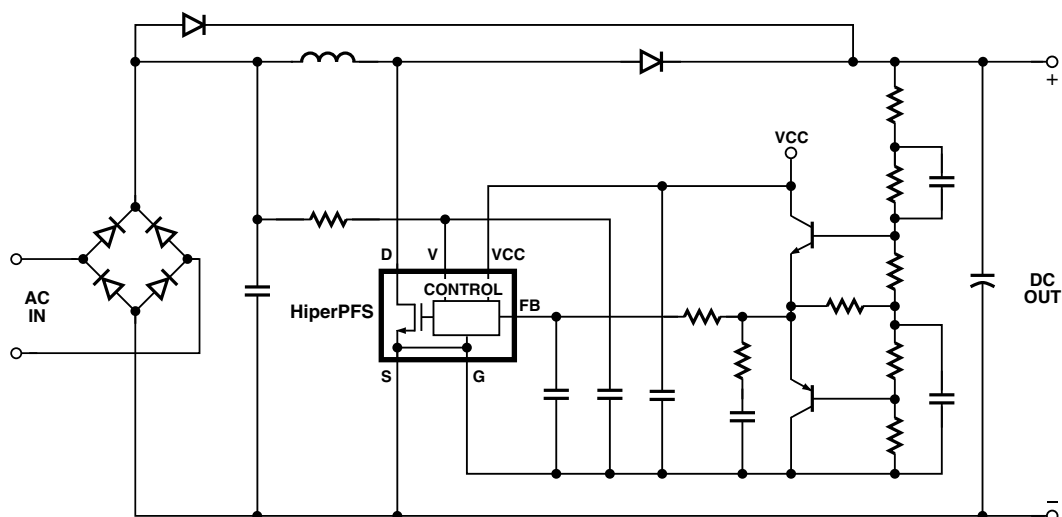 +
VCC
D
V
VCC
CONTROL
HiperPFS
FB
S
G
AC
IN
DC
OUT
−